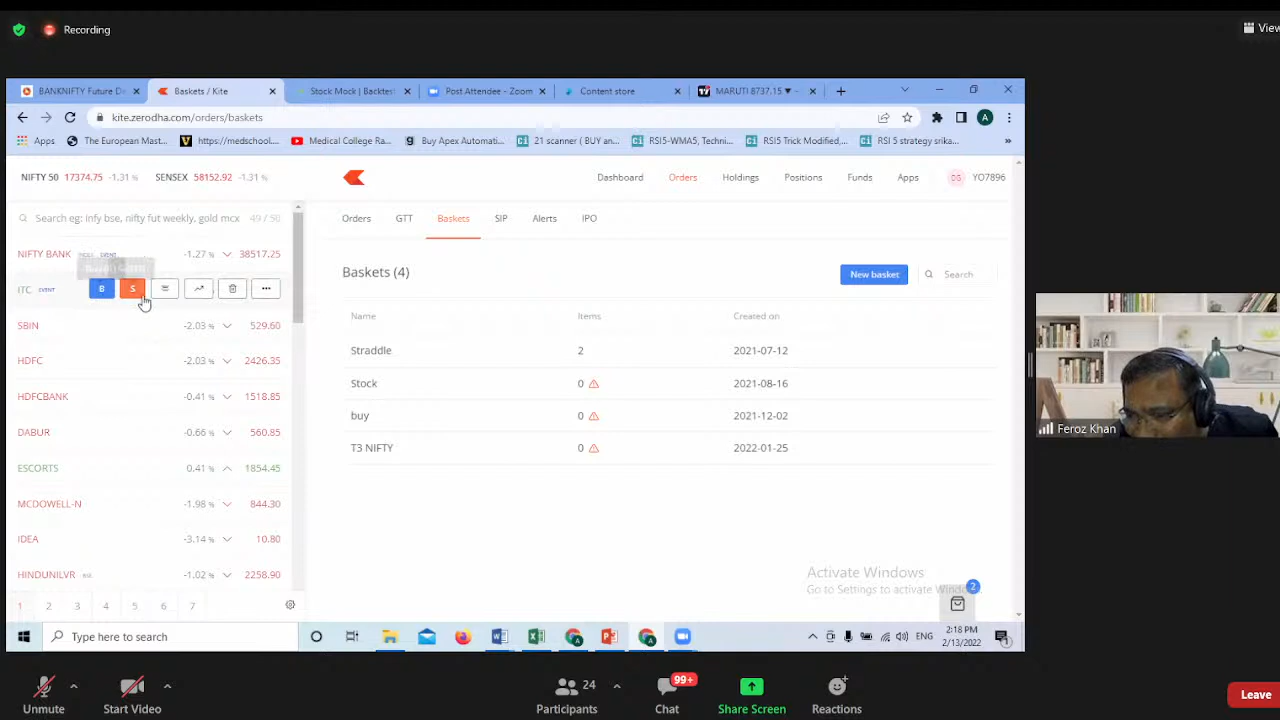 Recording
View
BANKNIFTY Future D
Baskets / Kite
Stock Mock | Backtest
Post Attendee - Zoom
Content store
MARUTI 8737.15
kite.zerodha.com/orders/baskets
A
Apps
The European Mast...
https://medschool...
Medical College Ra...
Buy Apex Automati...
21 scanner ( BUY an...
RSI5-WMA5, Techni...
RSI5 Trick Modified,...
RSI 5 strategy srika...
NIFTY 50 17374.75 -1.31 %
SENSEX 58152.92 -1.31 %
Dashboard
Orders
Holdings
Positions
Funds
Apps
YO7896
Search eg: infy bse, nifty fut weekly, gold mcx
49 / 50
Orders
GTT
Baskets
SIP
Alerts
IPO
NIFTY BANK INDEX EVENT -1.27 % 38517.25
ITC EVENT B S
SBIN -2.03 % 529.60
HDFC -2.03 % 2426.35
HDFCBANK -0.41 % 1518.85
DABUR -0.66 % 560.85
ESCORTS 0.41 % 1854.45
MCDOWELL-N -1.98 % 844.30
IDEA -3.14 % 10.80
HINDUNILVR BSE -1.02 % 2258.90
1 2 3 4 5 6 7
Baskets (4)
New basket
Search
Name Items Created on
Straddle 2 2021-07-12
Stock 0 2021-08-16
buy 0 2021-12-02
T3 NIFTY 0 2022-01-25
Activate Windows
Go to Settings to activate Windows.
2
Feroz Khan
Type here to search
ENG
2:18 PM
2/13/2022
Unmute
Start Video
24
Participants
99+
Chat
Share Screen
Reactions
Leave